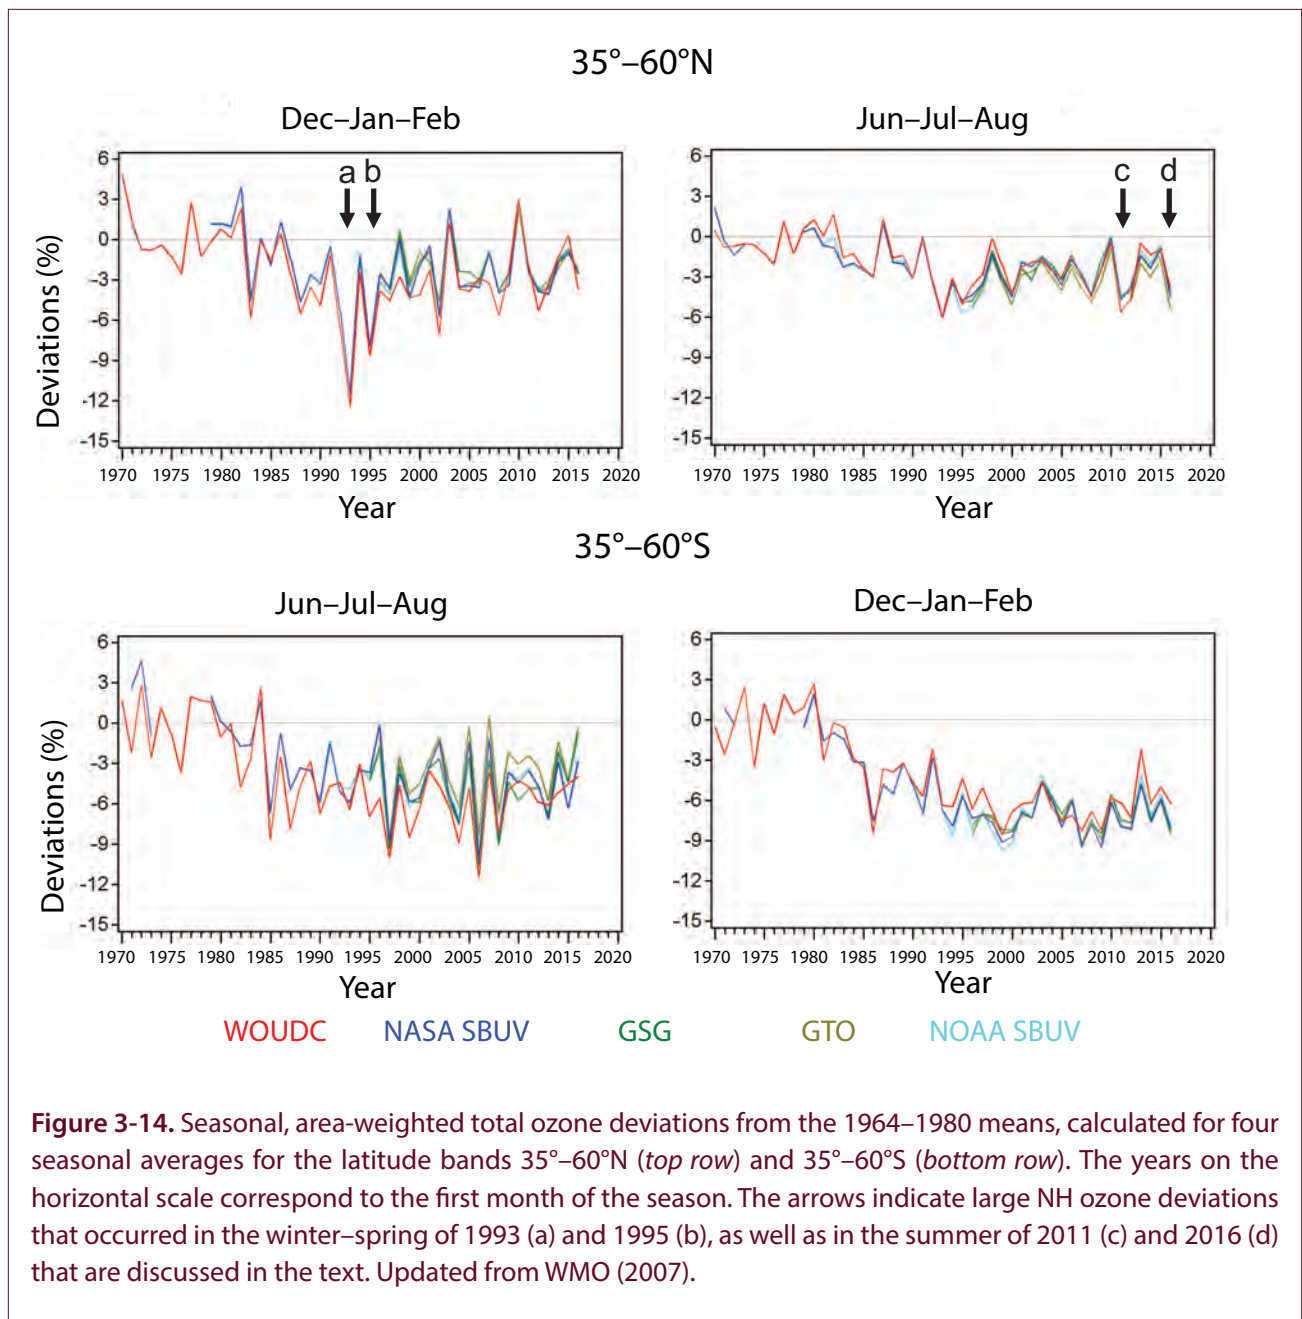 35°–60°N
Dec–Jan–Feb
Jun–Jul–Aug
a b
c d
6
3
0
-3
-6
-9
-12
-15
Deviations (%)
1970 1975 1980 1985 1990 1995 2000 2005 2010 2015 2020
Year
6
3
0
-3
-6
-9
-12
-15
1970 1975 1980 1985 1990 1995 2000 2005 2010 2015 2020
Year
35°–60°S
Jun–Jul–Aug
Dec–Jan–Feb
6
3
0
-3
-6
-9
-12
-15
Deviations (%)
1970 1975 1980 1985 1990 1995 2000 2005 2010 2015 2020
Year
6
3
0
-3
-6
-9
-12
-15
1970 1975 1980 1985 1990 1995 2000 2005 2010 2015 2020
Year
WOUDC NASA SBUV GSG GTO NOAA SBUV
Figure 3-14. Seasonal, area-weighted total ozone deviations from the 1964–1980 means, calculated for four
seasonal averages for the latitude bands 35°–60°N (top row) and 35°–60°S (bottom row). The years on the
horizontal scale correspond to the first month of the season. The arrows indicate large NH ozone deviations
that occurred in the winter–spring of 1993 (a) and 1995 (b), as well as in the summer of 2011 (c) and 2016 (d)
that are discussed in the text. Updated from WMO (2007).